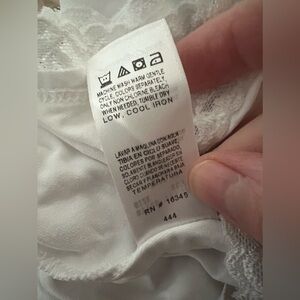 MACHINE WASH WARM GENTLE
CYCLE, COLORS SEPARATELY,
ONLY NON CHLORINE BLEACH
WHEN NEEDED, TUMBLE DRY
LOW, COOL IRON
LAVAR A MAQUINA CON AGUA
TIBIA EN CICLO SUAVE,
COLORES POR SEPARADO,
TEMPERATURA
RN # 16345
444